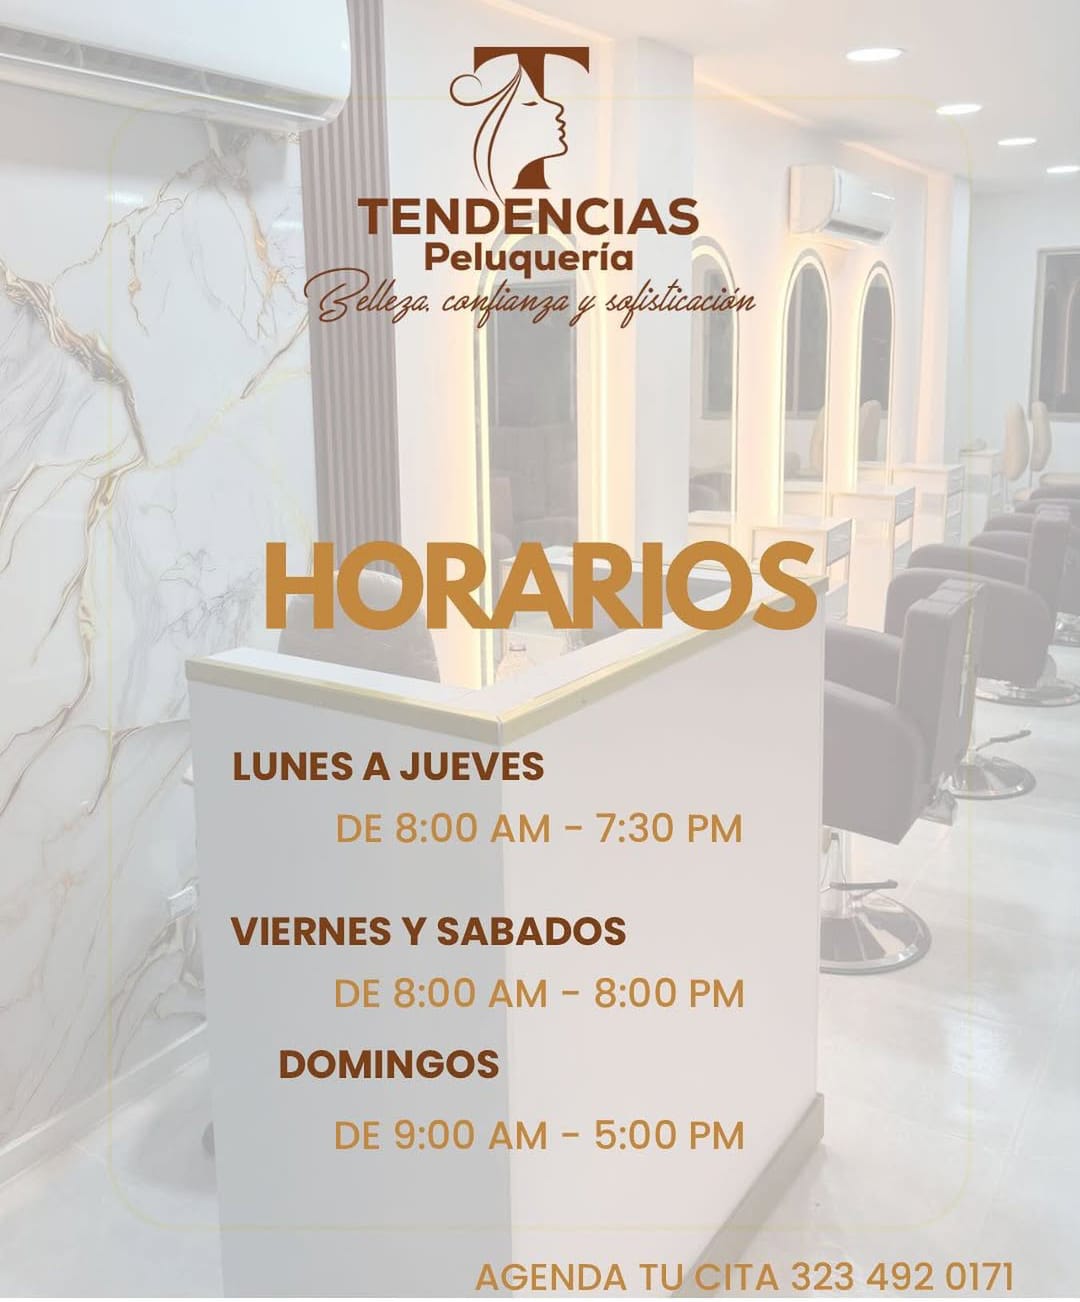 TENDENCIAS
Peluquería
Belleza, confianza y sofisticación
HORARIOS
LUNES A JUEVES
DE 8:00 AM - 7:30 PM
VIERNES Y SABADOS
DE 8:00 AM - 8:00 PM
DOMINGOS
DE 9:00 AM - 5:00 PM
AGENDA TU CITA 323 492 0171